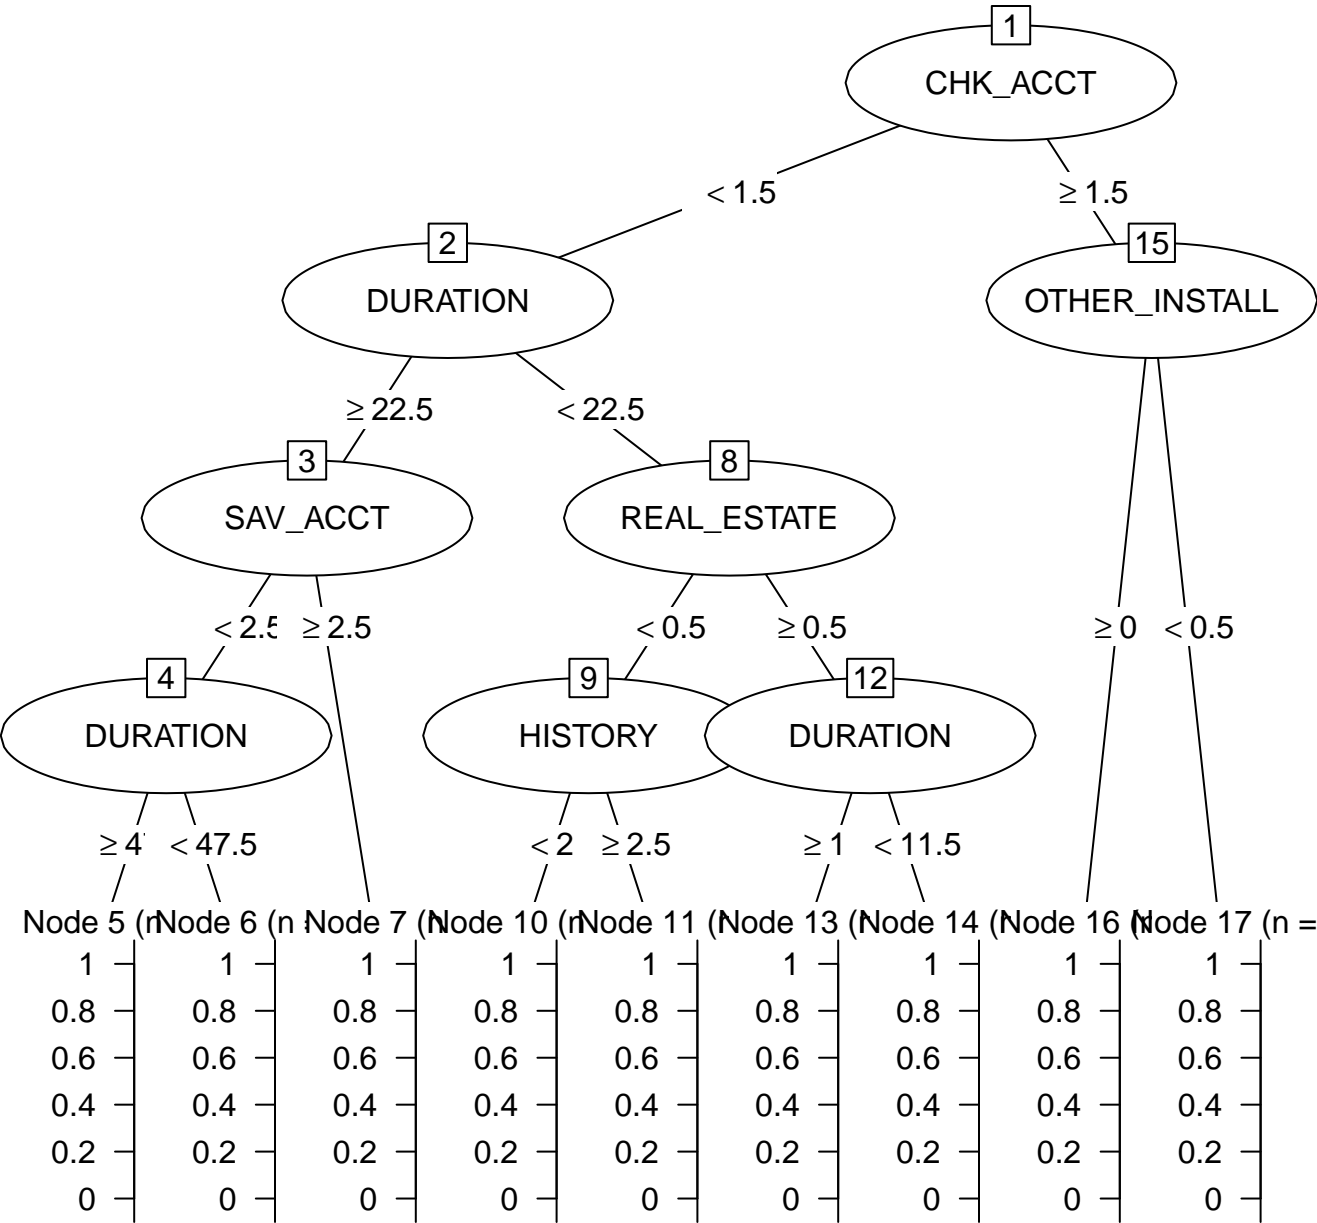 1
CHK_ACCT
< 1.5 ≥ 1.5
2 15
DURATION OTHER_INSTALL
≥ 22.5 < 22.5
3 8
SAV_ACCT REAL_ESTATE
< 2.5 ≥ 2.5 < 0.5 ≥ 0.5 ≥ 0 < 0.5
4 9 12
DURATION HISTORY DURATION
≥ 4 < 47.5 < 2 ≥ 2.5 ≥ 1 < 11.5
Node 5 (n Node 6 (n Node 7 (n Node 10 (n Node 11 ( Node 13 ( Node 14 ( Node 16 ( Node 17 (n =
1 1 1 1 1 1 1 1 1
0.8 0.8 0.8 0.8 0.8 0.8 0.8 0.8 0.8
0.6 0.6 0.6 0.6 0.6 0.6 0.6 0.6 0.6
0.4 0.4 0.4 0.4 0.4 0.4 0.4 0.4 0.4
0.2 0.2 0.2 0.2 0.2 0.2 0.2 0.2 0.2
0 0 0 0 0 0 0 0 0